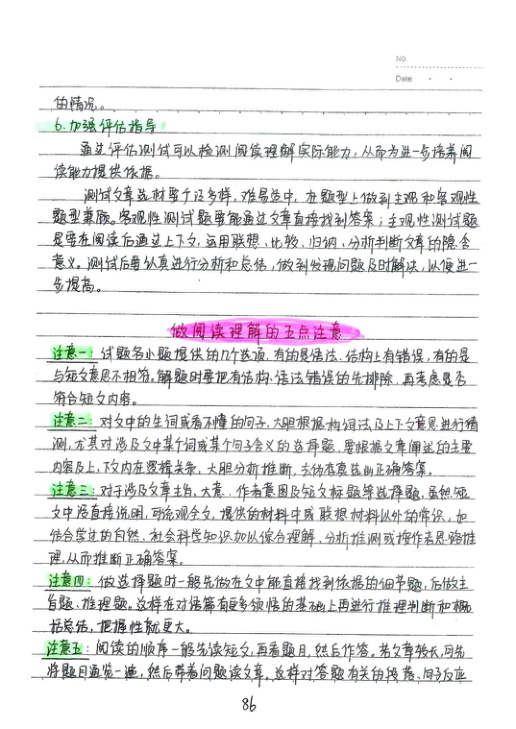 No.
Date
的情况。
6.加强评估指导
通过评估测试可以检测阅读理解实际能力,从而为进一步培养阅
读能力提供依据。
测试文章选材要广泛多样,难易适中,在题型上做到主观和客观性
题型兼顾。客观性测试题要能通过文章直接找到答案;主观性测试题
是要在阅读后通过上下文,运用联想、比较、归纳、分析判断文章的隐含
意义。测试后要认真进行分析和总结,做到发现问题及时解决,以便进一
步提高。
做阅读理解的五点注意
注意一:试题各小题提供的几个选项,有的是语法、结构上有错误,有的是
与短文意思不相符,解题时要把有结构、语法错误的先排除,再考虑是否
符合短文内容。
注意二:对文中的生词或看不懂的句子,大胆根据构词法及上下文意思进行猜
测,尤其对涉及文中某个词或某个句子含义的选择题,要根据文章阐述的主要
内容及上、下文内在逻辑关系,大胆分析推断,去伪存真选出正确答案。
注意三:对于涉及文章主旨、大意、作者意图及短文标题等选择题,虽然短
文中没直接说明,可纵观全文,提供的材料中或联想材料以外的常识,如
结合学过的自然、社会科学知识加以综合理解、分析推测或按作者思路推
理,从而推断正确答案。
注意四:做选择题时一般先做在文中能直接找到依据的细节题,后做主
旨题、推理题。这样在对语篇有更多领悟的基础上再进行推理判断和概
括总结,把握性就更大。
注意五:阅读的顺序一般先读短文,再看题目,然后作答。若文章较长,可先
将题目通览一遍,然后带着问题读文章。这样对答题有关的段落、句子反应
86